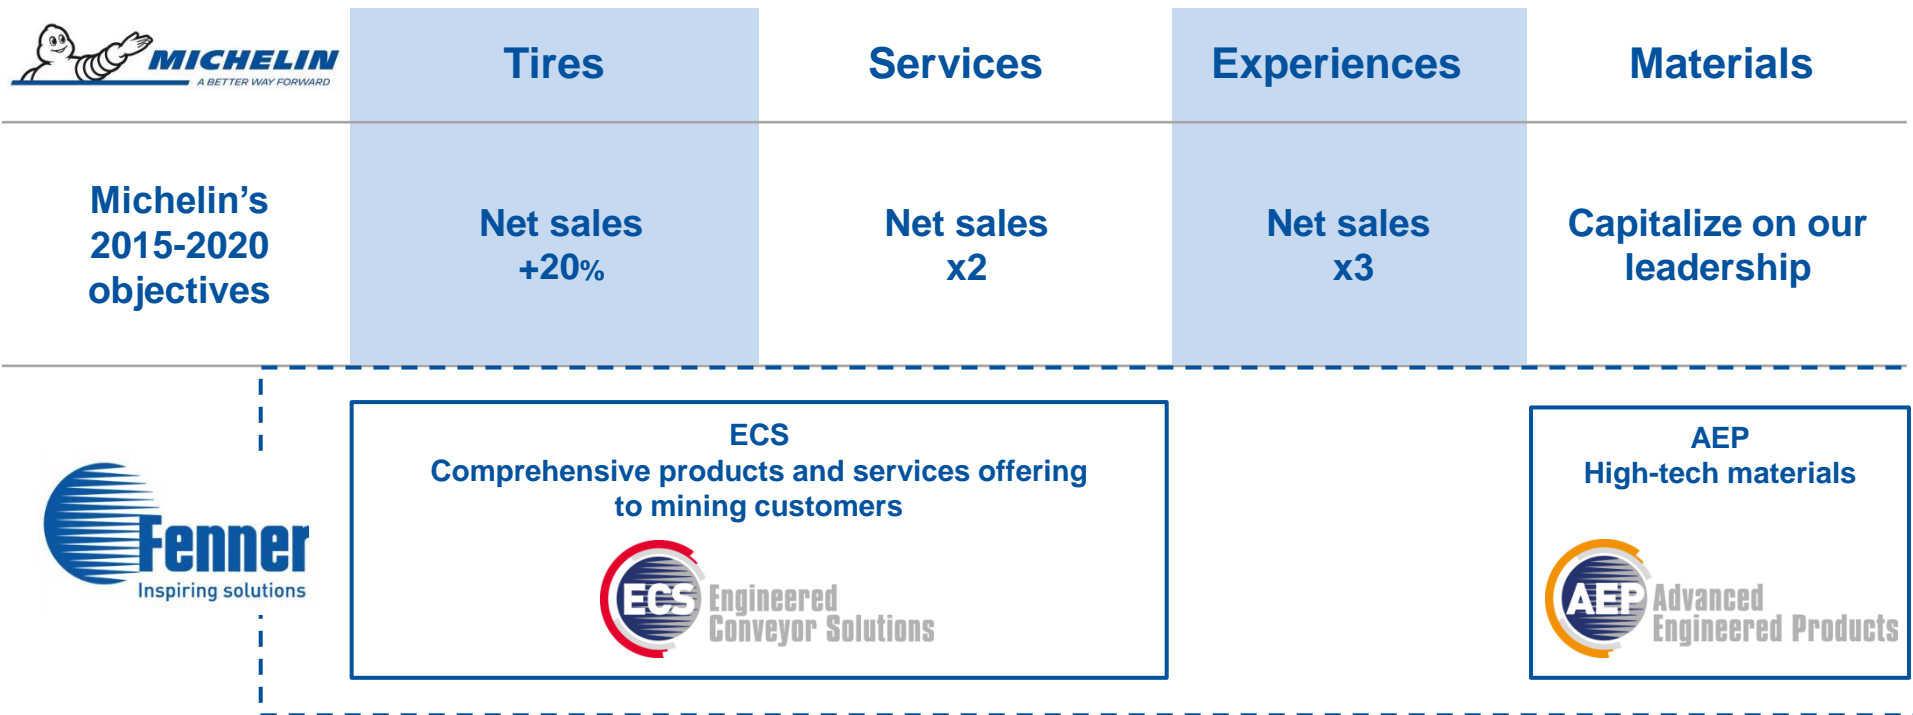 MICHELIN
A BETTER WAY FORWARD
Tires
Services
Experiences
Materials
Michelin's
2015-2020
objectives
Net sales
+20%
Net sales
x2
Net sales
x3
Capitalize on our
leadership
Fenner
Inspiring solutions
ECS
Comprehensive products and services offering
to mining customers
ECS
Engineered
Conveyor Solutions
AEP
High-tech materials
AEP
Advanced
Engineered Products